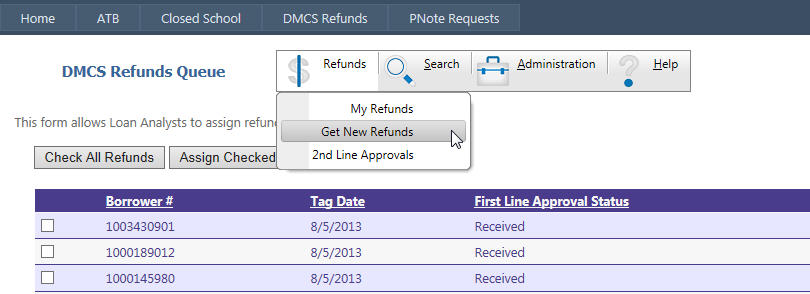 Home ATB Closed School DMCS Refunds PNote Requests
DMCS Refunds Queue
Refunds Search Administration Help
My Refunds
Get New Refunds
2nd Line Approvals
This form allows Loan Analysts to assign refun
Check All Refunds Assign Checked
Borrower # Tag Date First Line Approval Status
1003430901 8/5/2013 Received
1000189012 8/5/2013 Received
1000145980 8/5/2013 Received